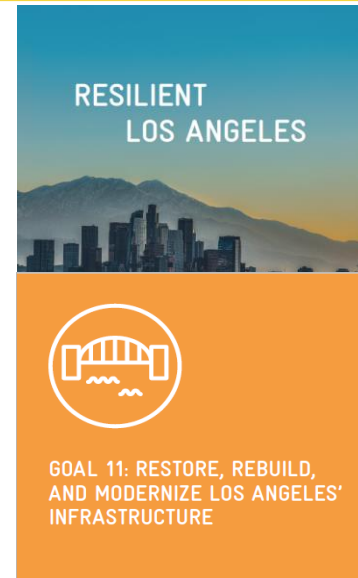 RESILIENT
LOS ANGELES
GOAL 11: RESTORE, REBUILD,
AND MODERNIZE LOS ANGELES'
INFRASTRUCTURE